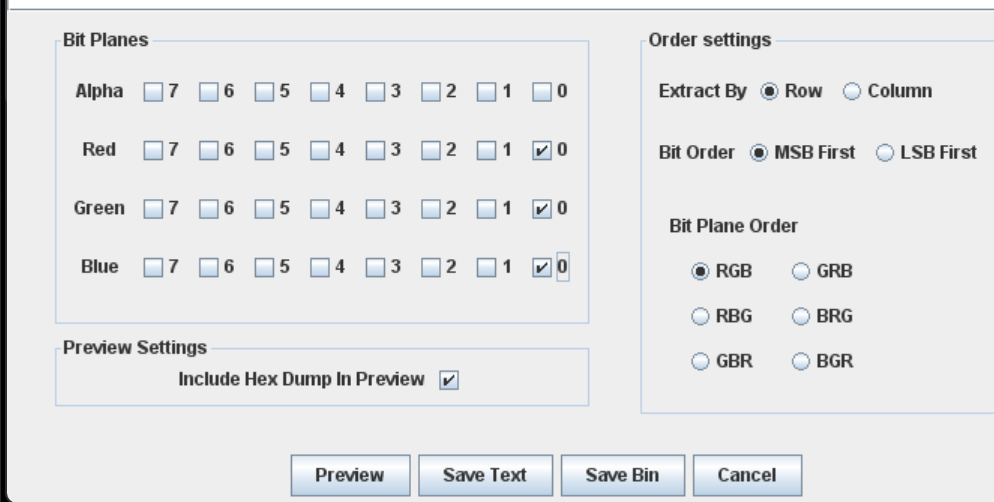 Bit Planes
Alpha 7 6 5 4 3 2 1 0
Red 7 6 5 4 3 2 1 0
Green 7 6 5 4 3 2 1 0
Blue 7 6 5 4 3 2 1 0
Preview Settings
Include Hex Dump In Preview
Order settings
Extract By Row Column
Bit Order MSB First LSB First
Bit Plane Order
RGB GRB
RBG BRG
GBR BGR
Preview Save Text Save Bin Cancel